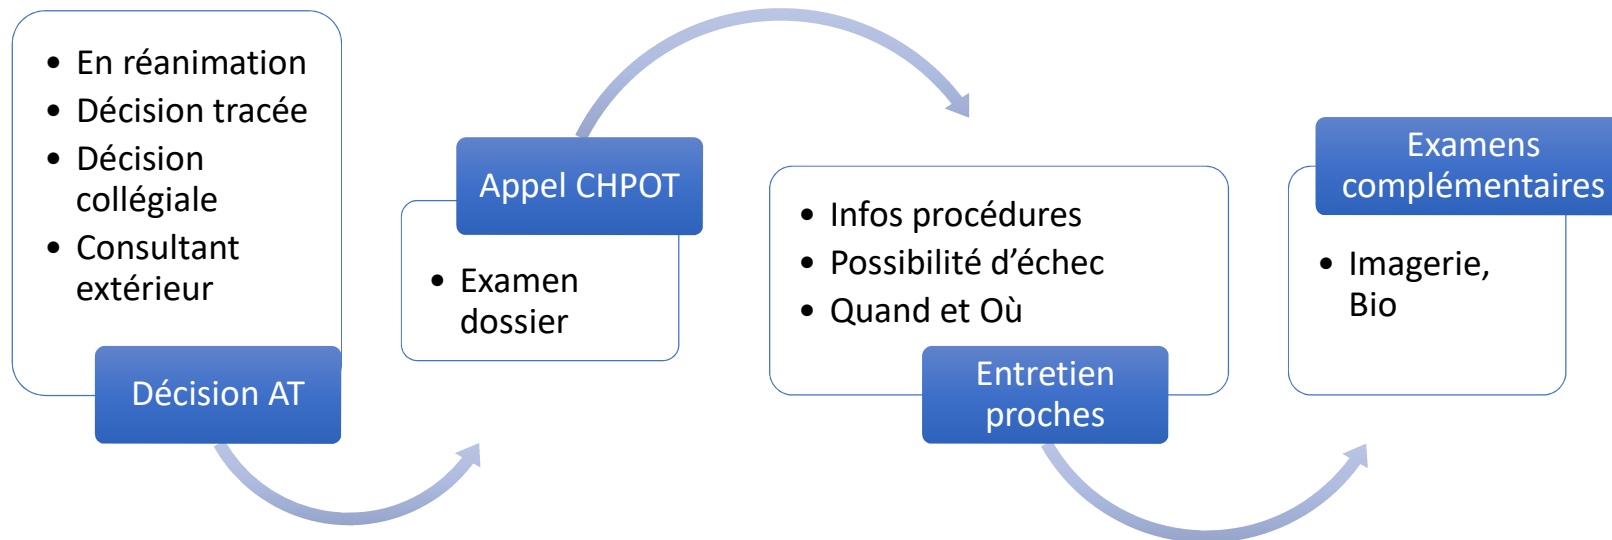 • En réanimation
• Décision tracée
• Décision
collégiale
• Consultant
extérieur
Décision AT
Appel CHPOT
• Examen
dossier
• Infos procédures
• Possibilité d’échec
• Quand et Où
Entretien
proches
Examens
complémentaires
• Imagerie,
Bio